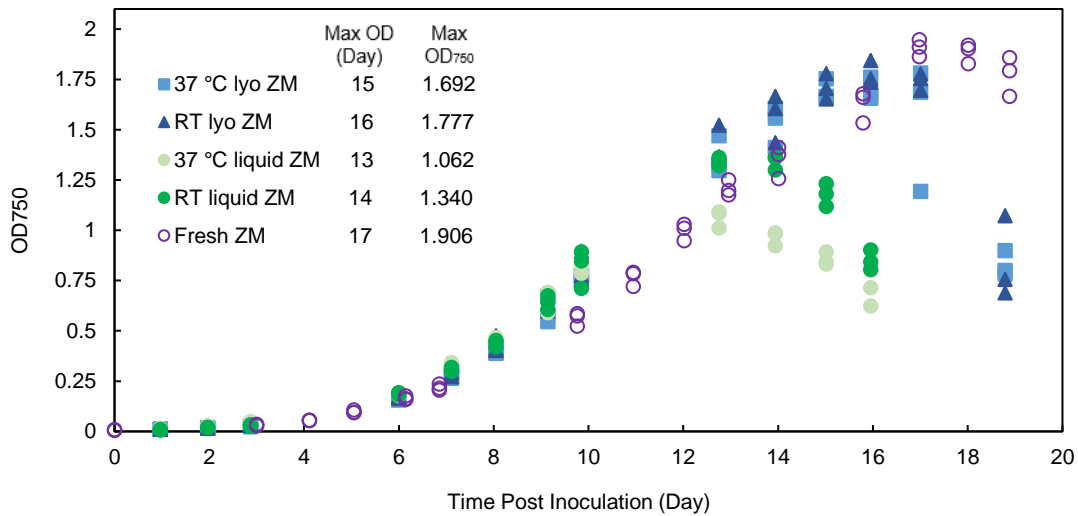 Max OD Max
(Day) OD₇₅₀
37 °C lyo ZM 15 1.692
RT lyo ZM 16 1.777
37 °C liquid ZM 13 1.062
RT liquid ZM 14 1.340
Fresh ZM 17 1.906
2
1.75
1.5
1.25
1
0.75
0.5
0.25
0
OD750
0 2 4 6 8 10 12 14 16 18 20
Time Post Inoculation (Day)